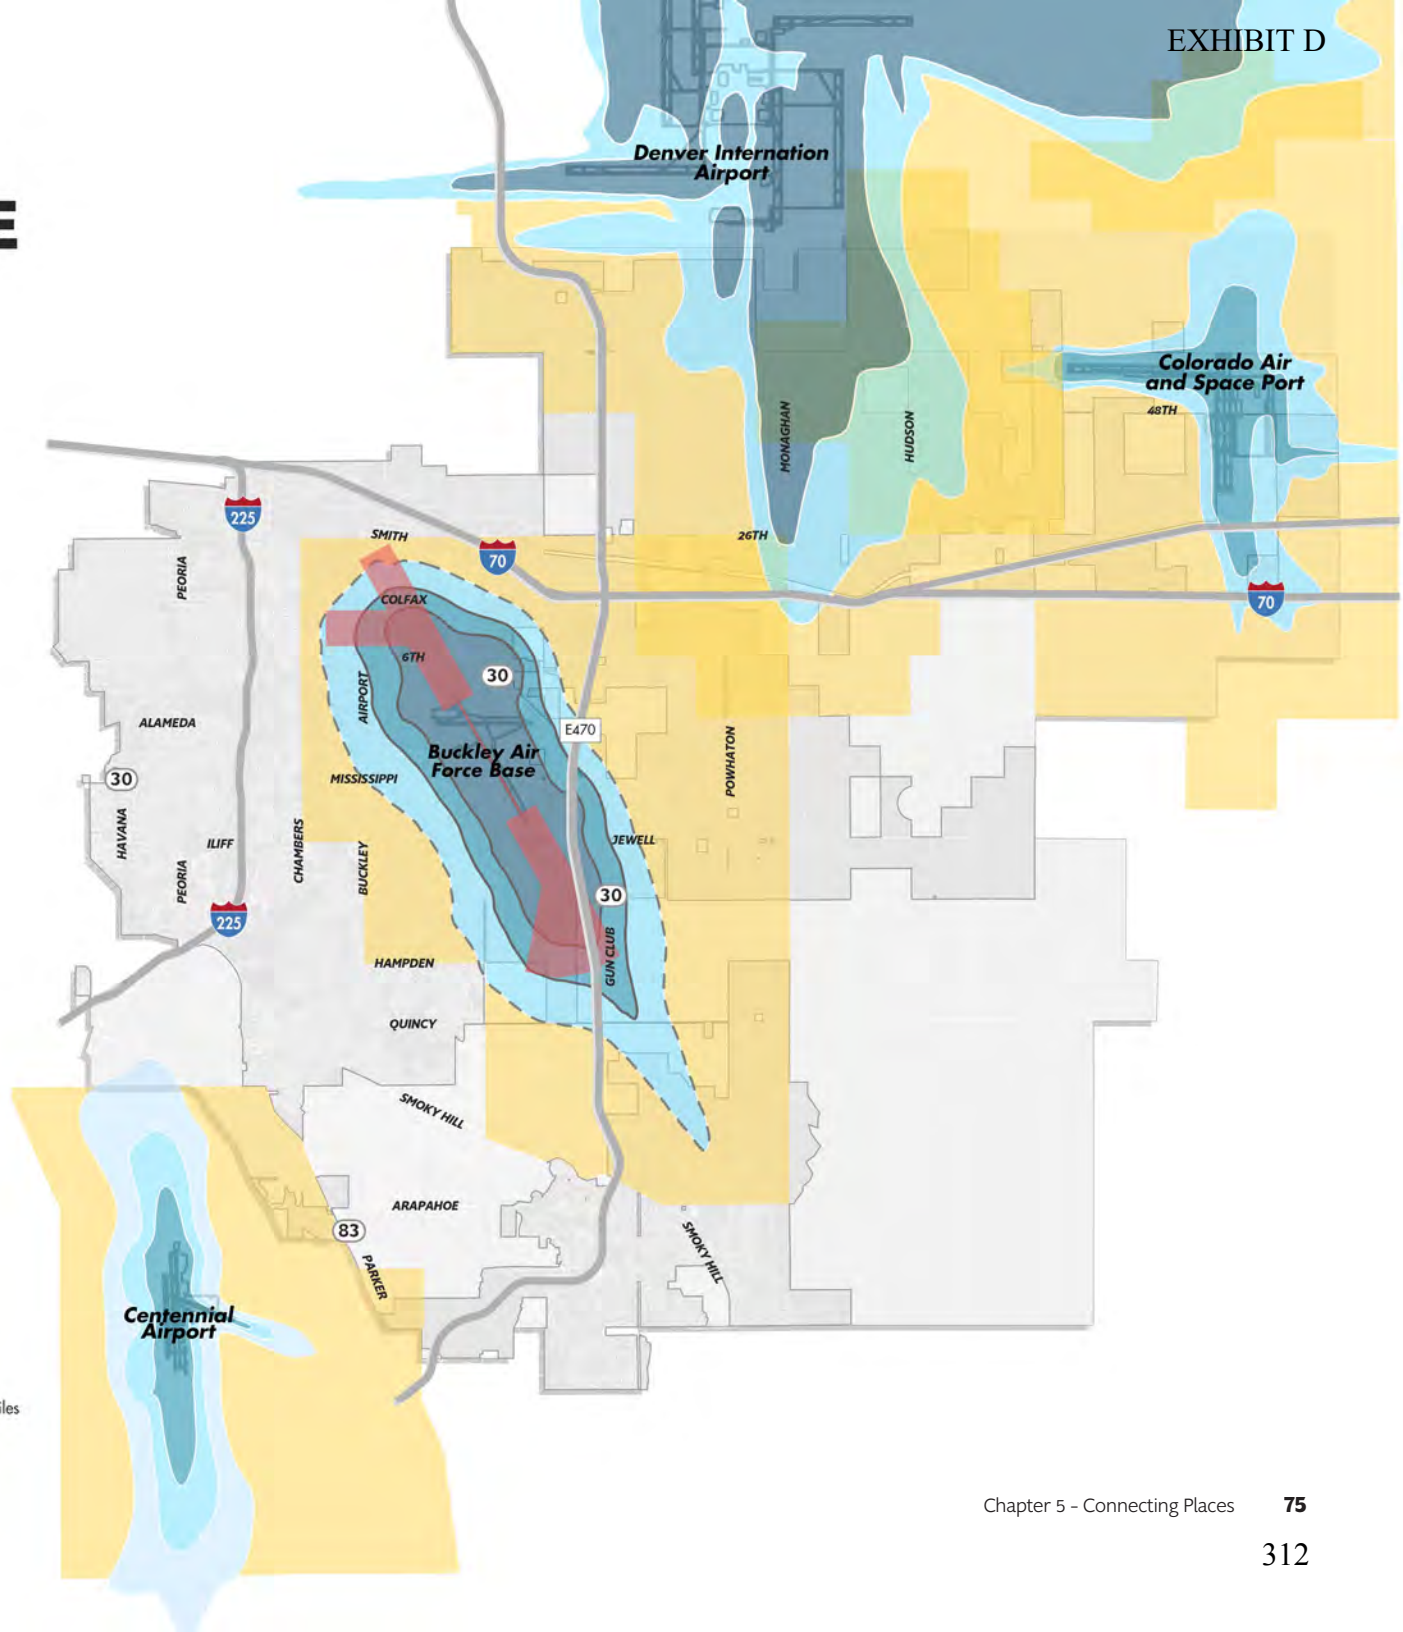 EXHIBIT D
E
Denver Internation
Airport
Colorado Air
and Space Port
48TH
MONAGHAN
HUDSON
225
SMITH
70
26TH
PEORIA
COLFAX
70
6TH
30
AIRPORT
ALAMEDA
E470
Buckley Air
Force Base
POWHATON
MISSISSIPPI
30
HAVANA
ILIFF
CHAMBERS
JEWELL
PEORIA
BUCKLEY
30
225
GUN CLUB
HAMPDEN
QUINCY
SMOKY HILL
ARAPAHOE
83
SMOKY HILL
PARKER
Centennial
Airport
iles
Chapter 5 - Connecting Places 75
312